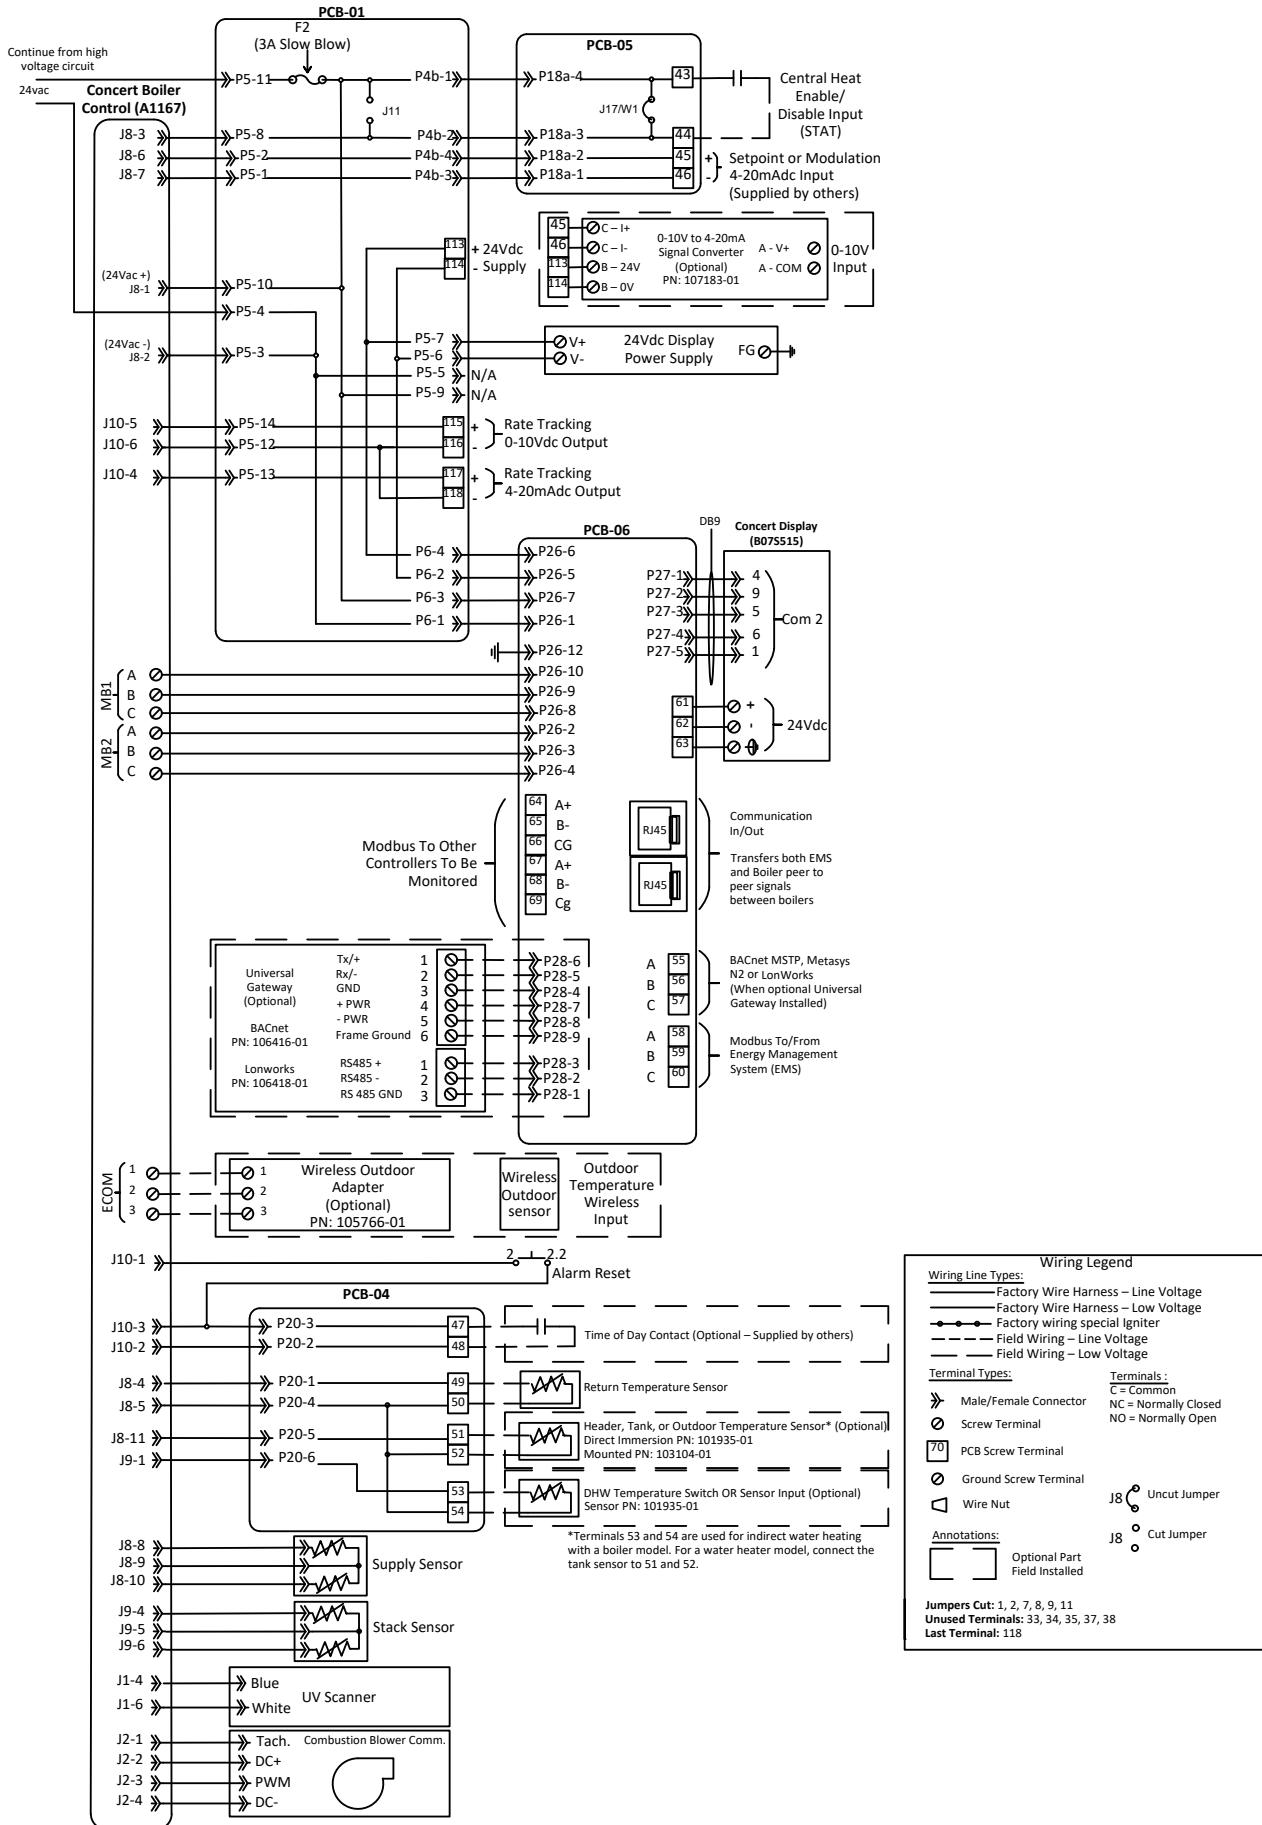 PCB-01
F2
(3A Slow Blow)
Continue from high
voltage circuit
24vac
Concert Boiler
Control (A1167)
P5-11
P4b-1
J11
J8-3
P5-8
P4b-2
J8-6
P5-2
P4b-4
J8-7
P5-1
P4b-3
PCB-05
P18a-4
43
J17/W1
P18a-3
44
P18a-2
45
P18a-1
46
Central Heat
Enable/
Disable Input
(STAT)
+
-
Setpoint or Modulation
4-20mAdc Input
(Supplied by others)
113
114
+ 24Vdc
- Supply
45
46
113
114
C – I+
C – I-
B – 24V
B – 0V
0-10V to 4-20mA
Signal Converter
(Optional)
PN: 107183-01
A - V+
A - COM
0-10V
Input
(24Vac +)
J8-1
P5-10
P5-4
(24Vac -)
J8-2
P5-3
P5-7
P5-6
P5-5
N/A
P5-9
N/A
V+
V-
24Vdc Display
Power Supply
FG
J10-5
P5-14
115
+
J10-6
P5-12
116
-
Rate Tracking
0-10Vdc Output
J10-4
P5-13
117
+
118
-
Rate Tracking
4-20mAdc Output
PCB-06
P6-4
P26-6
P6-2
P26-5
P6-3
P26-7
P6-1
P26-1
P26-12
MB1
A
P26-10
B
P26-9
C
P26-8
MB2
A
P26-2
B
P26-3
C
P26-4
DB9
Concert Display
(B07S515)
P27-1
4
P27-2
9
P27-3
5
P27-4
6
P27-5
1
Com 2
61
+
62
-
63
24Vdc
Modbus To Other
Controllers To Be
Monitored
64
A+
65
B-
66
CG
67
A+
68
B-
69
Cg
RJ45
RJ45
Communication
In/Out
Transfers both EMS
and Boiler peer to
peer signals
between boilers
Universal
Gateway
(Optional)
BACnet
PN: 106416-01
Lonworks
PN: 106418-01
Tx/+
1
P28-6
Rx/-
2
P28-5
GND
3
P28-4
+ PWR
4
P28-7
- PWR
5
P28-8
Frame Ground
6
P28-9
RS485 +
1
P28-3
RS485 -
2
P28-2
RS 485 GND
3
P28-1
A
55
B
56
C
57
BACnet MSTP, Metasys
N2 or LonWorks
(When optional Universal
Gateway Installed)
A
58
B
59
C
60
Modbus To/From
Energy Management
System (EMS)
ECOM
1
1
2
2
3
3
Wireless Outdoor
Adapter
(Optional)
PN: 105766-01
Wireless
Outdoor
sensor
Outdoor
Temperature
Wireless
Input
J10-1
2
2.2
Alarm Reset
PCB-04
J10-3
P20-3
47
J10-2
P20-2
48
Time of Day Contact (Optional – Supplied by others)
J8-4
P20-1
49
J8-5
P20-4
50
Return Temperature Sensor
J8-11
P20-5
51
52
Header, Tank, or Outdoor Temperature Sensor* (Optional)
Direct Immersion PN: 101935-01
Mounted PN: 103104-01
J9-1
P20-6
53
54
DHW Temperature Switch OR Sensor Input (Optional)
Sensor PN: 101935-01
*Terminals 53 and 54 are used for indirect water heating
with a boiler model. For a water heater model, connect the
tank sensor to 51 and 52.
J8-8
J8-9
J8-10
Supply Sensor
J9-4
J9-5
J9-6
Stack Sensor
J1-4
Blue
J1-6
White
UV Scanner
J2-1
Tach.
J2-2
DC+
J2-3
PWM
J2-4
DC-
Combustion Blower Comm.
Wiring Legend
Wiring Line Types:
Factory Wire Harness – Line Voltage
Factory Wire Harness – Low Voltage
Factory wiring special Igniter
Field Wiring – Line Voltage
Field Wiring – Low Voltage
Terminal Types:
Male/Female Connector
Screw Terminal
70
PCB Screw Terminal
Ground Screw Terminal
Wire Nut
Terminals :
C = Common
NC = Normally Closed
NO = Normally Open
J8
Uncut Jumper
J8
Cut Jumper
Annotations:
Optional Part
Field Installed
Jumpers Cut: 1, 2, 7, 8, 9, 11
Unused Terminals: 33, 34, 35, 37, 38
Last Terminal: 118